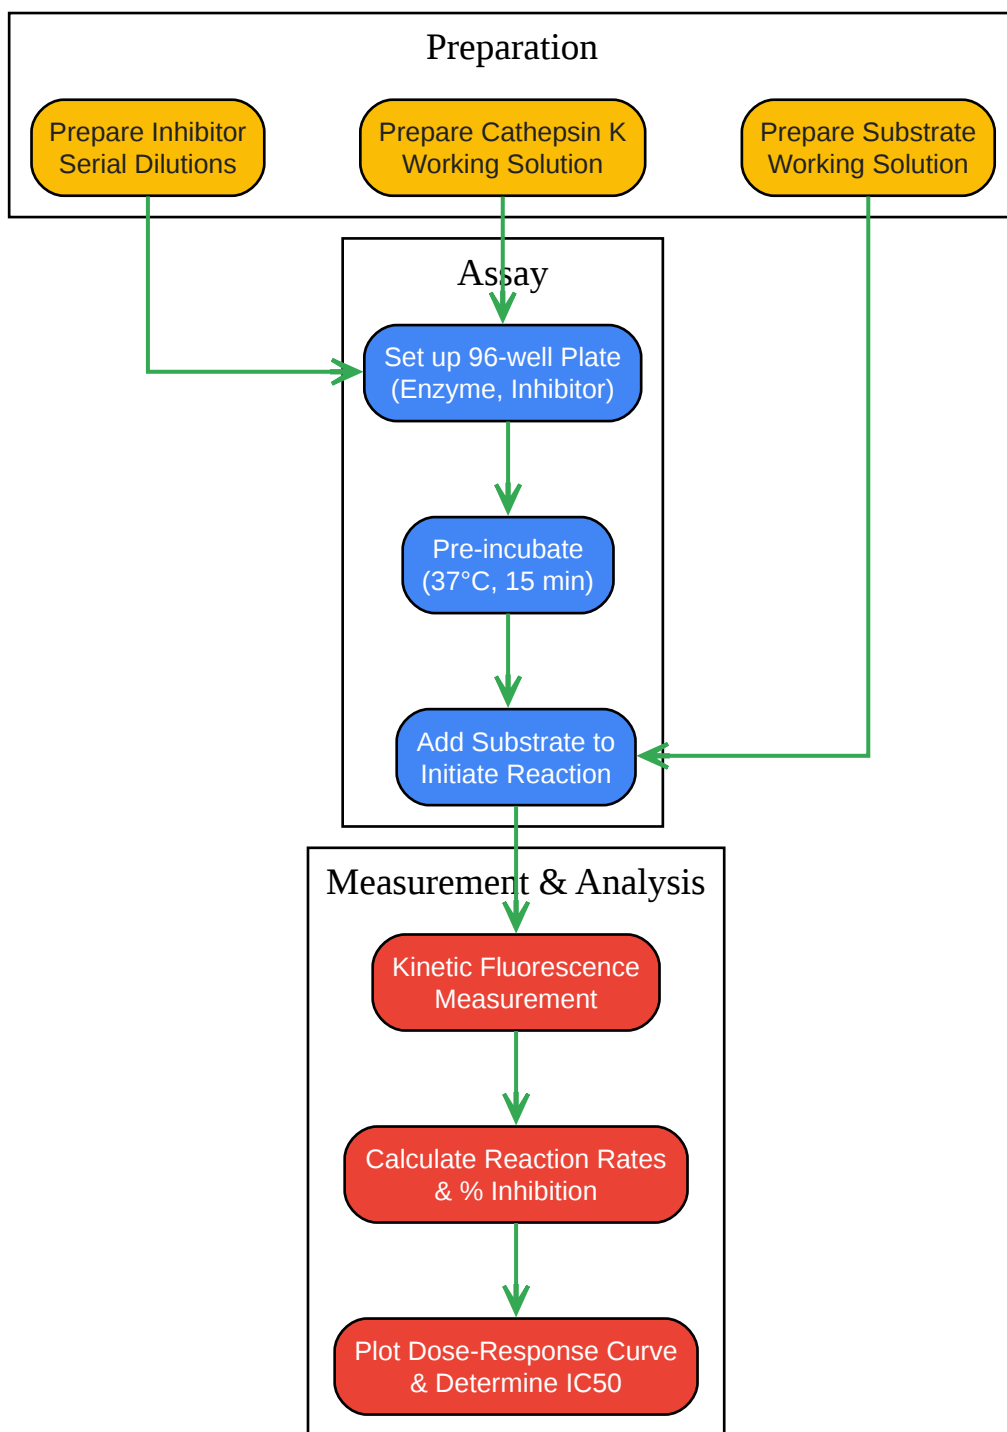 Preparation
Prepare Inhibitor
Serial Dilutions
Prepare Cathepsin K
Working Solution
Prepare Substrate
Working Solution
Assay
Set up 96-well Plate
(Enzyme, Inhibitor)
Pre-incubate
(37°C, 15 min)
Add Substrate to
Initiate Reaction
Measurement & Analysis
Kinetic Fluorescence
Measurement
Calculate Reaction Rates
& % Inhibition
Plot Dose-Response Curve
& Determine IC50